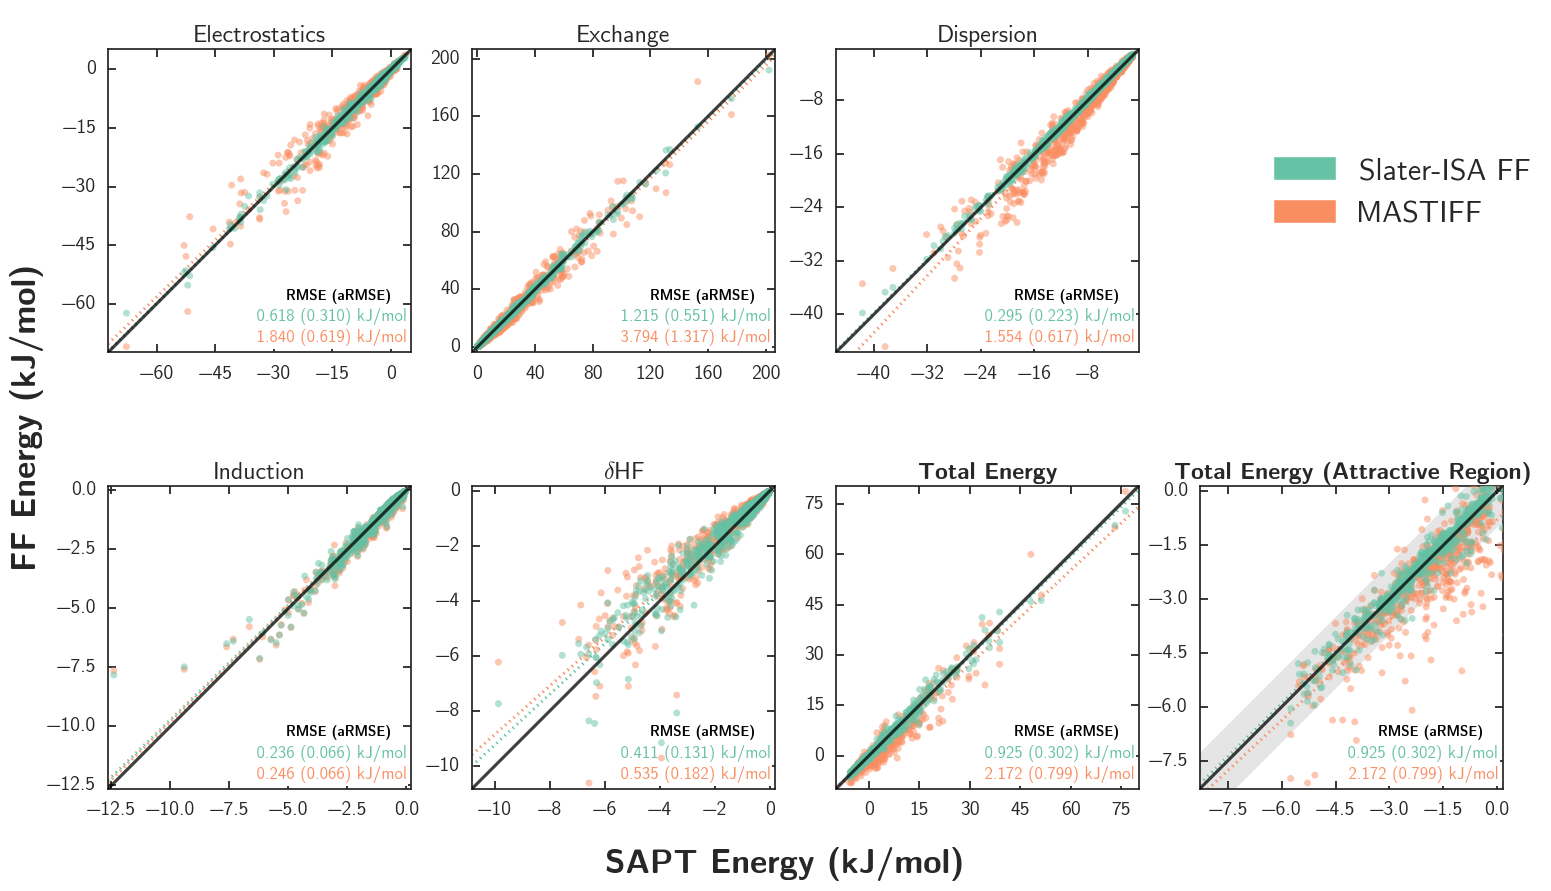 Electrostatics
Exchange
Dispersion
0
−15
−30
−45
−60
200
160
120
80
40
0
−8
−16
−24
−32
−40
Slater-ISA FF
MASTIFF
RMSE (aRMSE)
0.618 (0.310) kJ/mol
1.840 (0.619) kJ/mol
RMSE (aRMSE)
1.215 (0.551) kJ/mol
3.794 (1.317) kJ/mol
RMSE (aRMSE)
0.295 (0.223) kJ/mol
1.554 (0.617) kJ/mol
−60 −45 −30 −15 0
0 40 80 120 160 200
−40 −32 −24 −16 −8
FF Energy (kJ/mol)
Induction
δHF
Total Energy
Total Energy (Attractive Region)
0.0
−2.5
−5.0
−7.5
−10.0
−12.5
0
−2
−4
−6
−8
−10
75
60
45
30
15
0
0.0
−1.5
−3.0
−4.5
−6.0
−7.5
RMSE (aRMSE)
0.236 (0.066) kJ/mol
0.246 (0.066) kJ/mol
RMSE (aRMSE)
0.411 (0.131) kJ/mol
0.535 (0.182) kJ/mol
RMSE (aRMSE)
0.925 (0.302) kJ/mol
2.172 (0.799) kJ/mol
RMSE (aRMSE)
0.925 (0.302) kJ/mol
2.172 (0.799) kJ/mol
−12.5 −10.0 −7.5 −5.0 −2.5 0.0
−10 −8 −6 −4 −2 0
0 15 30 45 60 75
−7.5 −6.0 −4.5 −3.0 −1.5 0.0
SAPT Energy (kJ/mol)